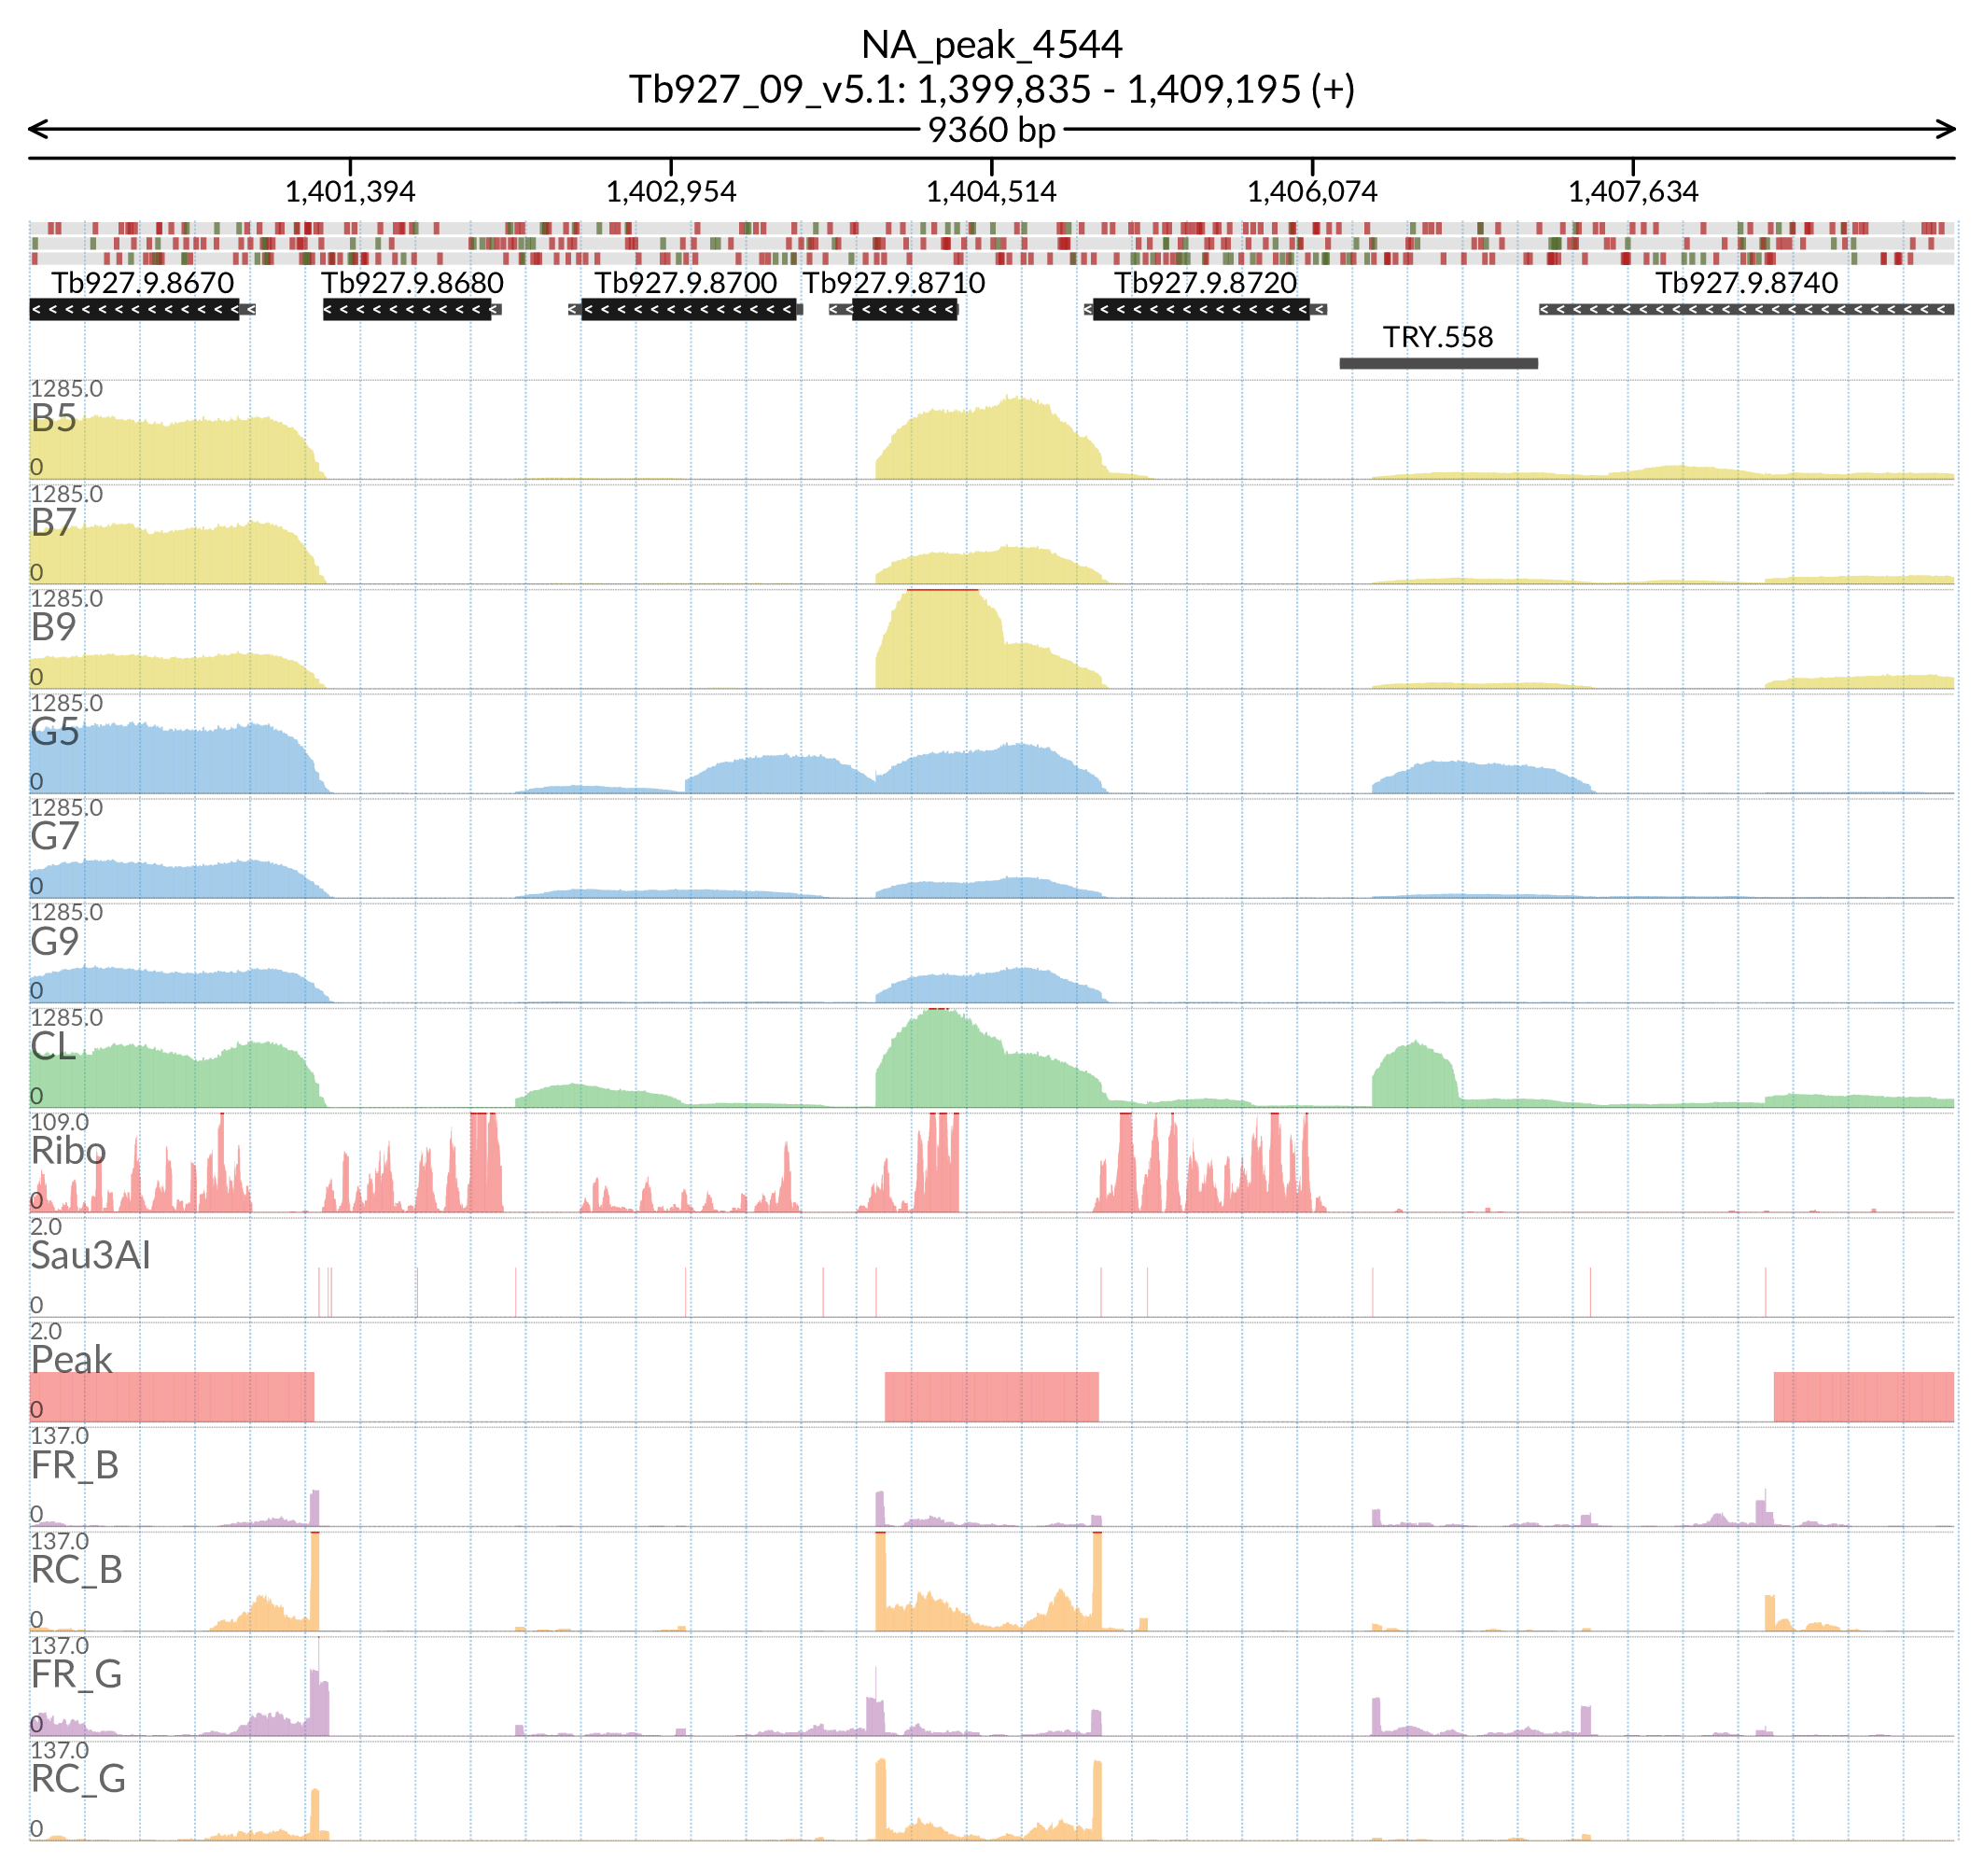 NA_peak_4544
Tb927_09_v5.1: 1,399,835 - 1,409,195 (+)
9360 bp
1,401,394 1,402,954 1,404,514 1,406,074 1,407,634
Tb927.9.8670 Tb927.9.8680 Tb927.9.8700 Tb927.9.8710 Tb927.9.8720 Tb927.9.8740
TRY.558
1285.0
B5
0
1285.0
B7
0
1285.0
B9
0
1285.0
G5
0
1285.0
G7
0
1285.0
G9
0
1285.0
CL
0
109.0
Ribo
0
2.0
Sau3AI
0
2.0
Peak
0
137.0
FR_B
0
137.0
RC_B
0
137.0
FR_G
0
137.0
RC_G
0